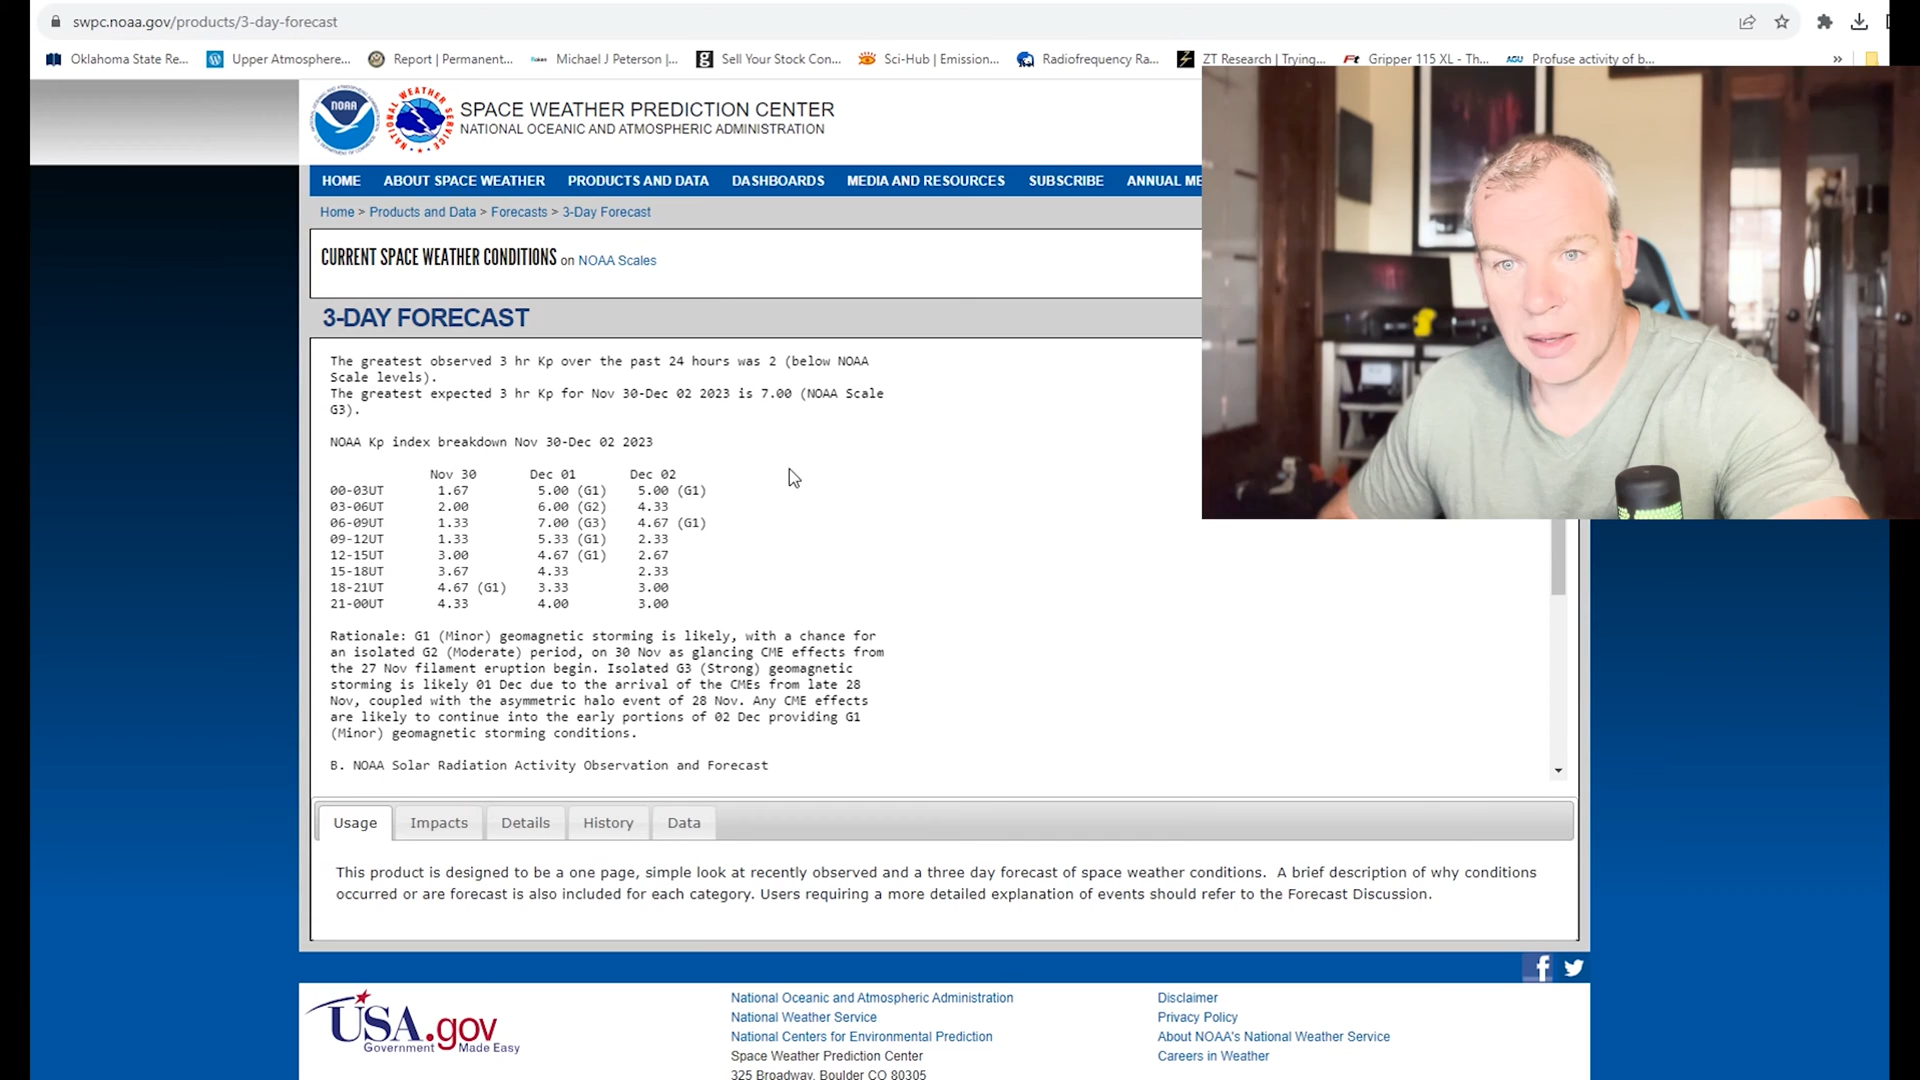 swpc.noaa.gov/products/3-day-forecast
Oklahoma State Re... Upper Atmosphere... Report | Permanent... Michael J Peterson |... Sell Your Stock Con... Sci-Hub | Emission... Radiofrequency Ra... ZT Research | Trying... Gripper 115 XL - Th... AGU Profuse activity of b... »
NOAA
SPACE WEATHER PREDICTION CENTER
NATIONAL OCEANIC AND ATMOSPHERIC ADMINISTRATION
HOME ABOUT SPACE WEATHER PRODUCTS AND DATA DASHBOARDS MEDIA AND RESOURCES SUBSCRIBE ANNUAL ME
Home > Products and Data > Forecasts > 3-Day Forecast
CURRENT SPACE WEATHER CONDITIONS on NOAA Scales
3-DAY FORECAST
The greatest observed 3 hr Kp over the past 24 hours was 2 (below NOAA
Scale levels).
The greatest expected 3 hr Kp for Nov 30-Dec 02 2023 is 7.00 (NOAA Scale
G3).
NOAA Kp index breakdown Nov 30-Dec 02 2023
Nov 30 Dec 01 Dec 02
00-03UT 1.67 5.00 (G1) 5.00 (G1)
03-06UT 2.00 6.00 (G2) 4.33
06-09UT 1.33 7.00 (G3) 4.67 (G1)
09-12UT 1.33 5.33 (G1) 2.33
12-15UT 3.00 4.67 (G1) 2.67
15-18UT 3.67 4.33 2.33
18-21UT 4.67 (G1) 3.33 3.00
21-00UT 4.33 4.00 3.00
Rationale: G1 (Minor) geomagnetic storming is likely, with a chance for
an isolated G2 (Moderate) period, on 30 Nov as glancing CME effects from
the 27 Nov filament eruption begin. Isolated G3 (Strong) geomagnetic
storming is likely 01 Dec due to the arrival of the CMEs from late 28
Nov, coupled with the asymmetric halo event of 28 Nov. Any CME effects
are likely to continue into the early portions of 02 Dec providing G1
(Minor) geomagnetic storming conditions.
B. NOAA Solar Radiation Activity Observation and Forecast
Usage Impacts Details History Data
This product is designed to be a one page, simple look at recently observed and a three day forecast of space weather conditions. A brief description of why conditions
occurred or are forecast is also included for each category. Users requiring a more detailed explanation of events should refer to the Forecast Discussion.
USA.gov
Government Made Easy
National Oceanic and Atmospheric Administration
National Weather Service
National Centers for Environmental Prediction
Space Weather Prediction Center
325 Broadway, Boulder CO 80305
Disclaimer
Privacy Policy
About NOAA's National Weather Service
Careers in Weather